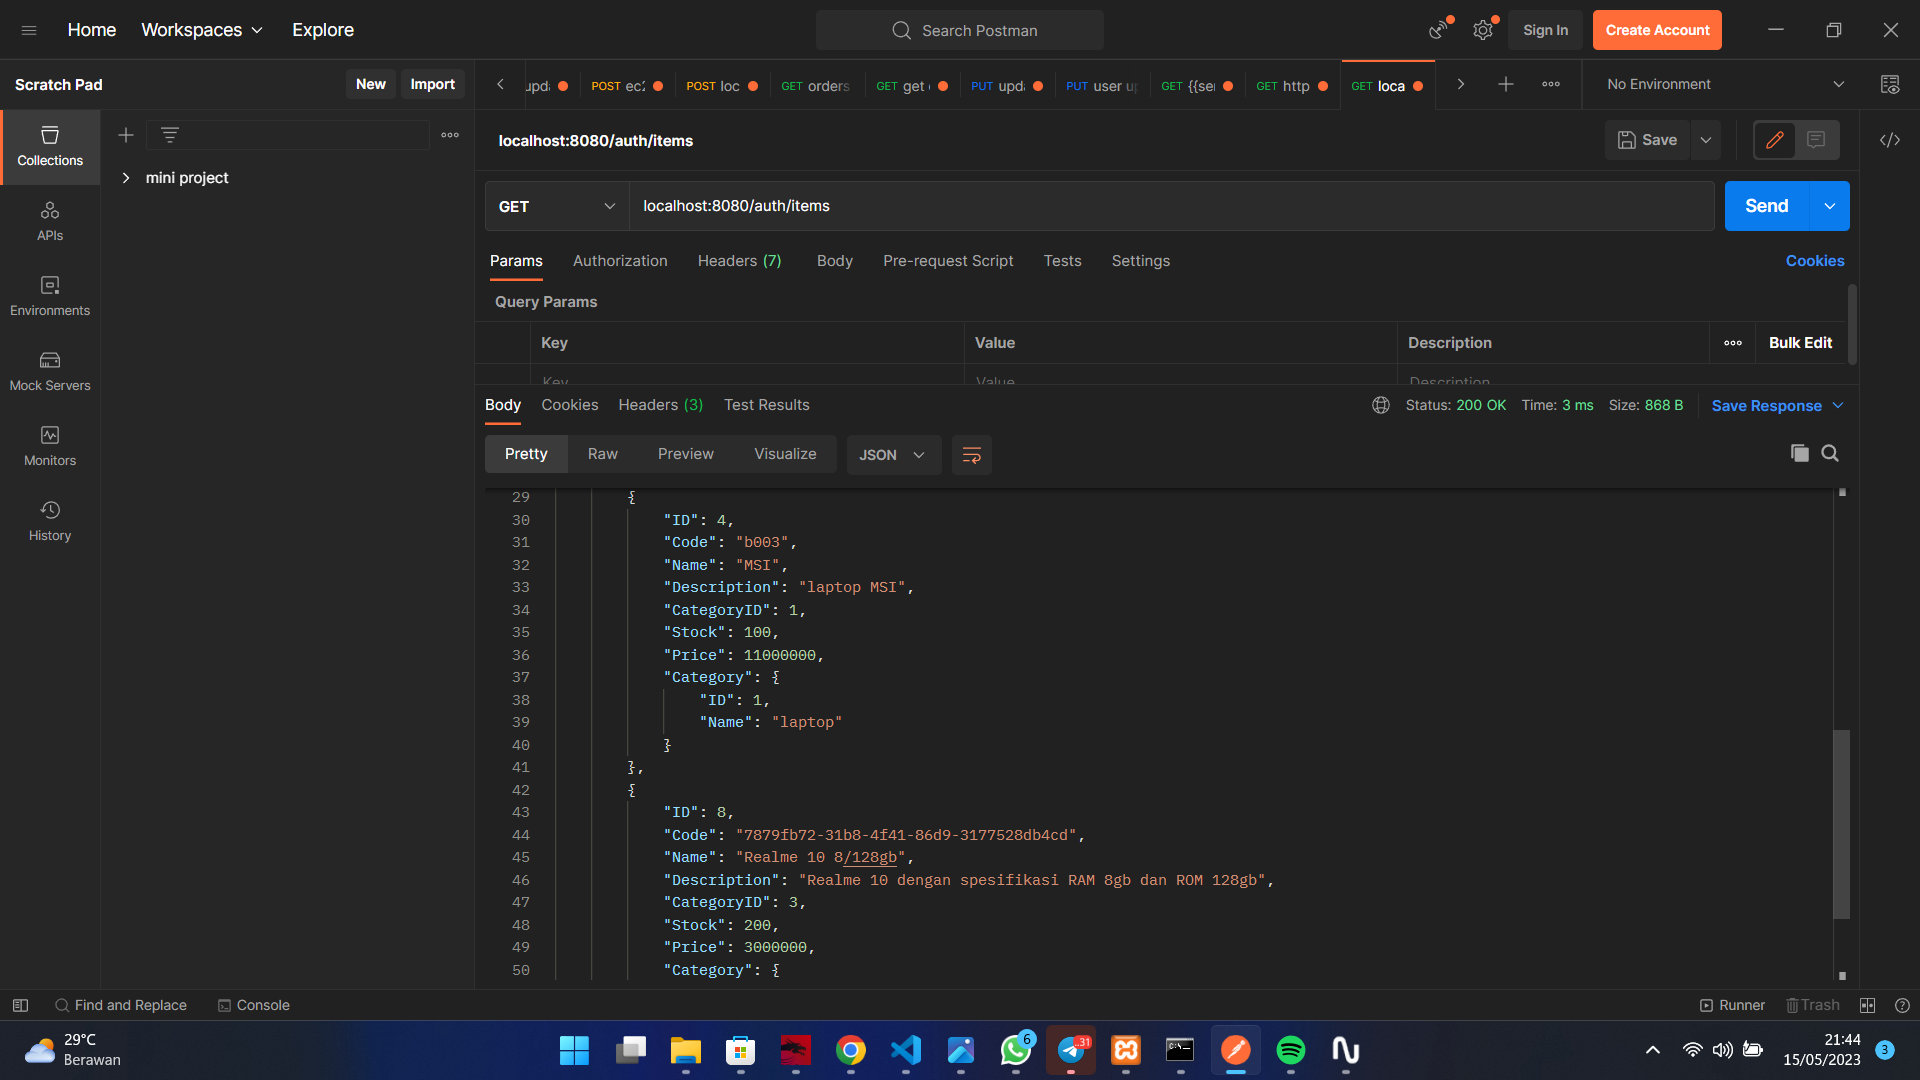 Home Workspaces Explore Search Postman Sign In Create Account
Scratch Pad New Import upd POST ec2 POST loc GET orders GET get PUT upd PUT user up GET {{se GET http GET loca No Environment
Collections
mini project
localhost:8080/auth/items Save
GET localhost:8080/auth/items Send
APIs
Params Authorization Headers (7) Body Pre-request Script Tests Settings Cookies
Environments
Query Params
Key Value Description Bulk Edit
Mock Servers
Key Value Description
Body Cookies Headers (3) Test Results Status: 200 OK Time: 3 ms Size: 868 B Save Response
Monitors
Pretty Raw Preview Visualize JSON
History
29 {
30 "ID": 4,
31 "Code": "b003",
32 "Name": "MSI",
33 "Description": "laptop MSI",
34 "CategoryID": 1,
35 "Stock": 100,
36 "Price": 11000000,
37 "Category": {
38 "ID": 1,
39 "Name": "laptop"
40 }
41 },
42 {
43 "ID": 8,
44 "Code": "7879fb72-31b8-4f41-86d9-3177528db4cd",
45 "Name": "Realme 10 8/128gb",
46 "Description": "Realme 10 dengan spesifikasi RAM 8gb dan ROM 128gb",
47 "CategoryID": 3,
48 "Stock": 200,
49 "Price": 3000000,
50 "Category": {
Find and Replace Console Runner Trash
29°C
Berawan
6
31
21:44
15/05/2023
3